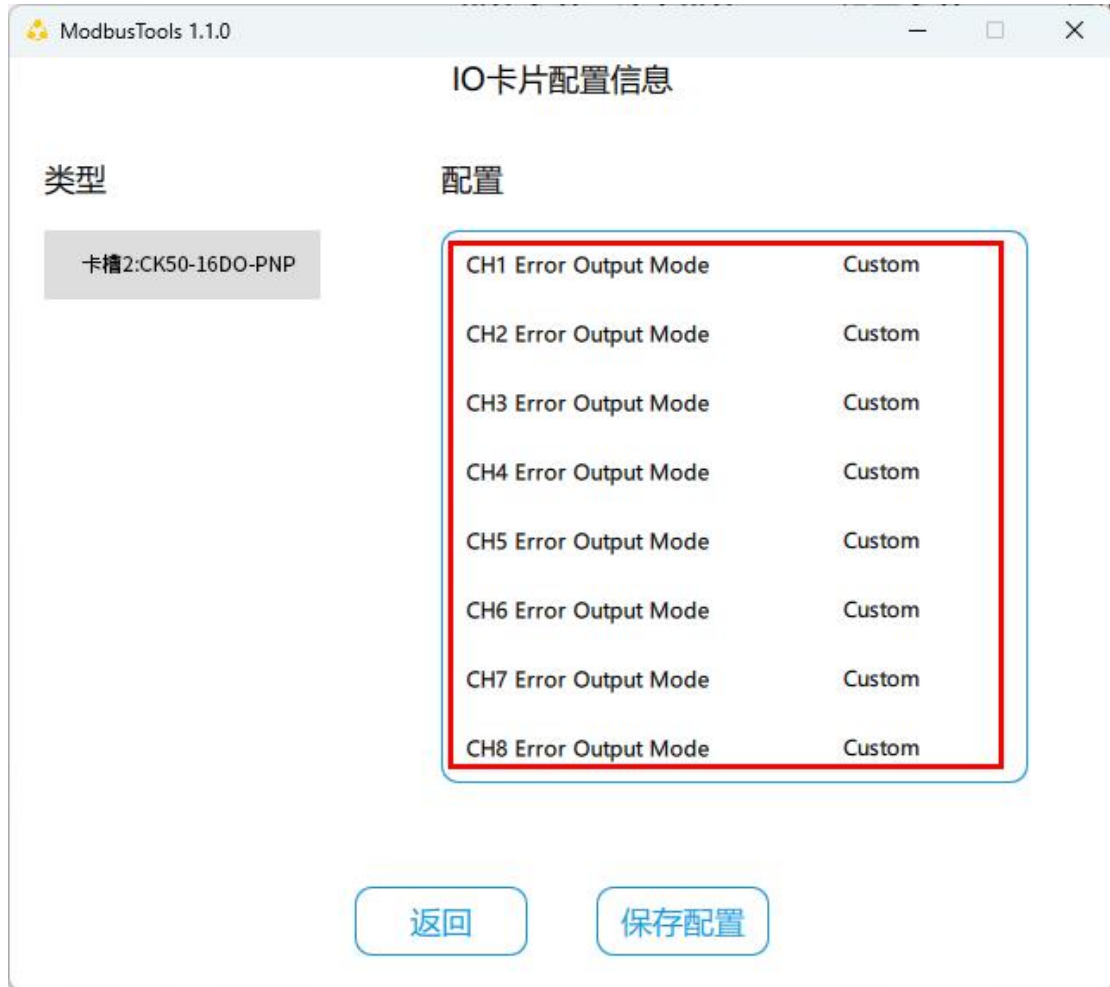 ModbusTools 1.1.0
IO卡片配置信息
类型
配置
卡槽2:CK50-16DO-PNP
CH1 Error Output Mode Custom
CH2 Error Output Mode Custom
CH3 Error Output Mode Custom
CH4 Error Output Mode Custom
CH5 Error Output Mode Custom
CH6 Error Output Mode Custom
CH7 Error Output Mode Custom
CH8 Error Output Mode Custom
返回
保存配置